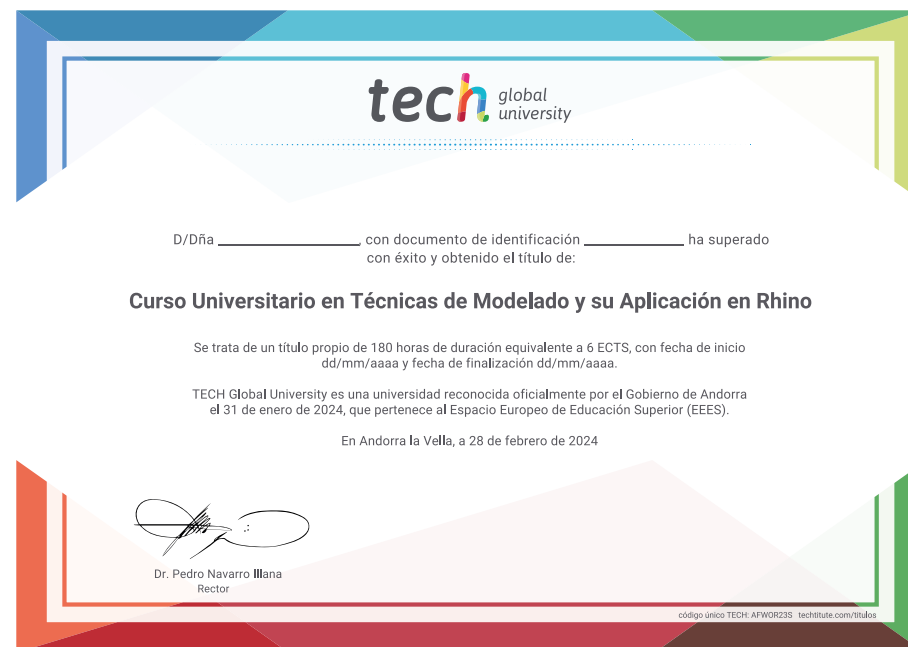 tech global university
D/Dña ____________________, con documento de identificación ______________ ha superado
con éxito y obtenido el título de:
Curso Universitario en Técnicas de Modelado y su Aplicación en Rhino
Se trata de un título propio de 180 horas de duración equivalente a 6 ECTS, con fecha de inicio
dd/mm/aaaa y fecha de finalización dd/mm/aaaa.
TECH Global University es una universidad reconocida oficialmente por el Gobierno de Andorra
el 31 de enero de 2024, que pertenece al Espacio Europeo de Educación Superior (EEES).
En Andorra la Vella, a 28 de febrero de 2024
Dr. Pedro Navarro Illana
Rector
código único TECH: AFWOR23S techtitute.com/titulos